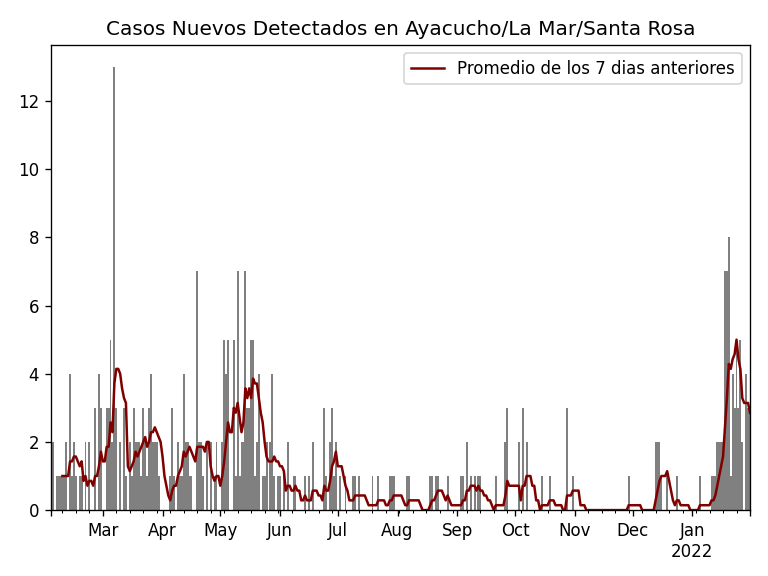 Casos Nuevos Detectados en Ayacucho/La Mar/Santa Rosa
Promedio de los 7 dias anteriores
12
10
8
6
4
2
0
Mar Apr May Jun Jul Aug Sep Oct Nov Dec Jan
2022